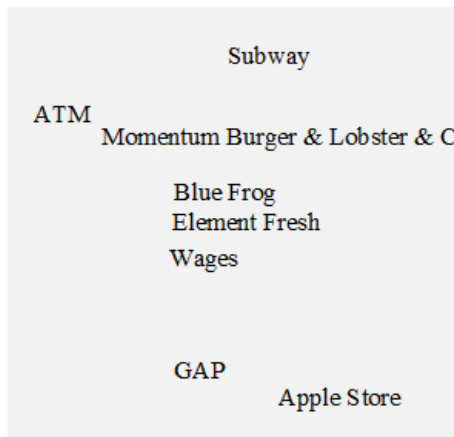 Subway
ATM
Momentum Burger & Lobster & C
Blue Frog
Element Fresh
Wages
GAP
Apple Store